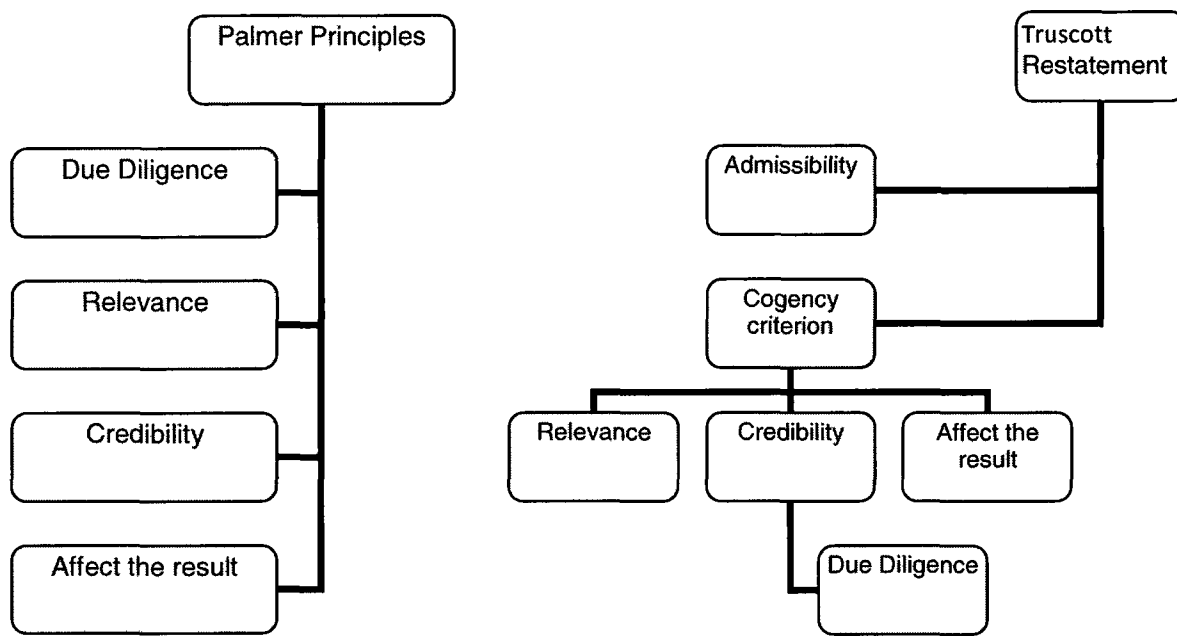 Palmer Principles
Due Diligence
Relevance
Credibility
Affect the result
Truscott
Restatement
Admissibility
Cogency
criterion
Relevance
Credibility
Affect the
result
Due Diligence